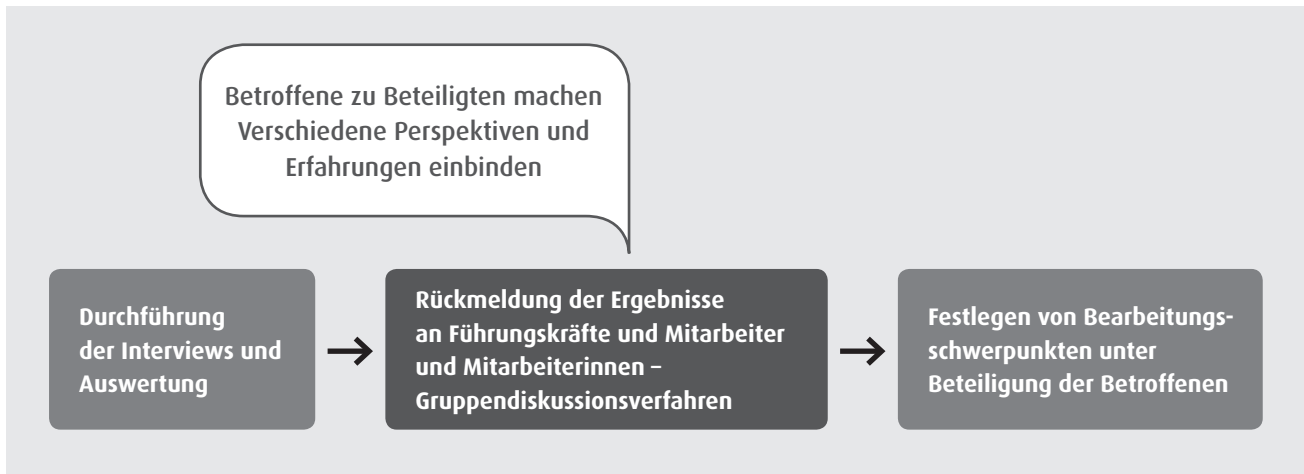 Betroffene zu Beteiligten machen
Verschiedene Perspektiven und
Erfahrungen einbinden
Durchführung
der Interviews und
Auswertung
Rückmeldung der Ergebnisse
an Führungskräfte und Mitarbeiter
und Mitarbeiterinnen –
Gruppendiskussionsverfahren
Festlegen von Bearbeitungs-
schwerpunkten unter
Beteiligung der Betroffenen